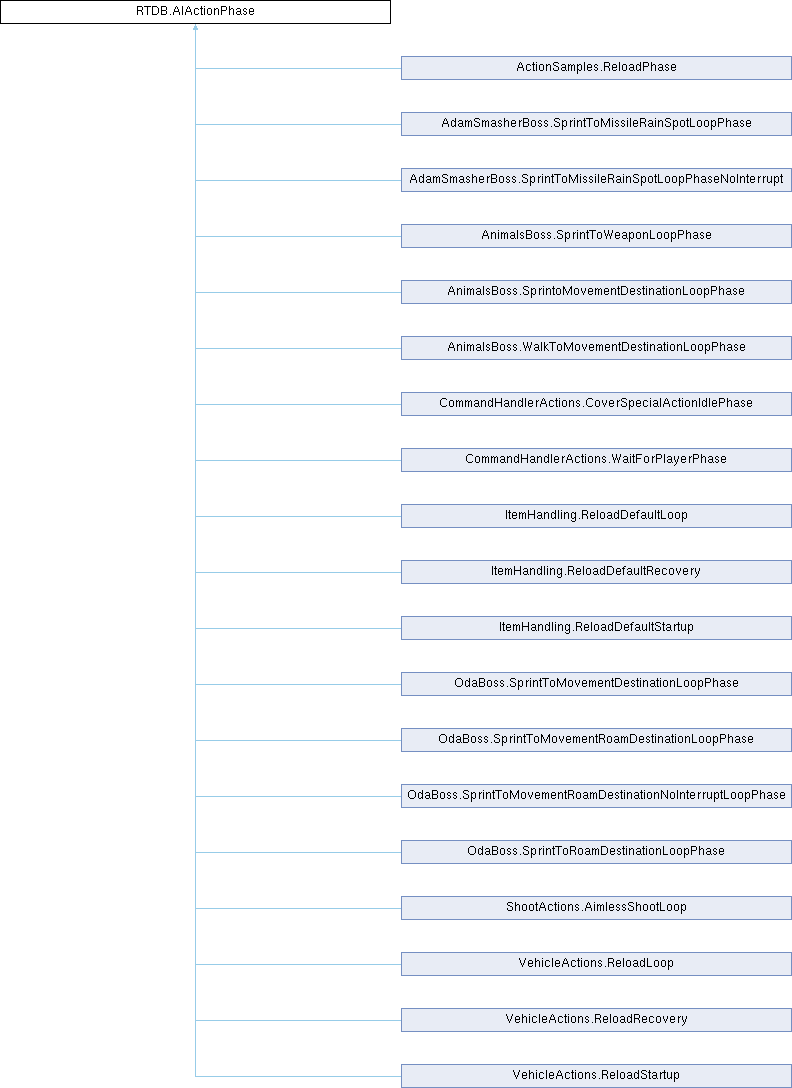 RTDB.AIActionPhase
ActionSamples.ReloadPhase
AdamSmasherBoss.SprintToMissileRainSpotLoopPhase
AdamSmasherBoss.SprintToMissileRainSpotLoopPhaseNoInterrupt
AnimalsBoss.SprintToWeaponLoopPhase
AnimalsBoss.SprintoMovementDestinationLoopPhase
AnimalsBoss.WalkToMovementDestinationLoopPhase
CommandHandlerActions.CoverSpecialActionIdlePhase
CommandHandlerActions.WaitForPlayerPhase
ItemHandling.ReloadDefaultLoop
ItemHandling.ReloadDefaultRecovery
ItemHandling.ReloadDefaultStartup
OdaBoss.SprintToMovementDestinationLoopPhase
OdaBoss.SprintToMovementRoamDestinationLoopPhase
OdaBoss.SprintToMovementRoamDestinationNoInterruptLoopPhase
OdaBoss.SprintToRoamDestinationLoopPhase
ShootActions.AimlessShootLoop
VehicleActions.ReloadLoop
VehicleActions.ReloadRecovery
VehicleActions.ReloadStartup